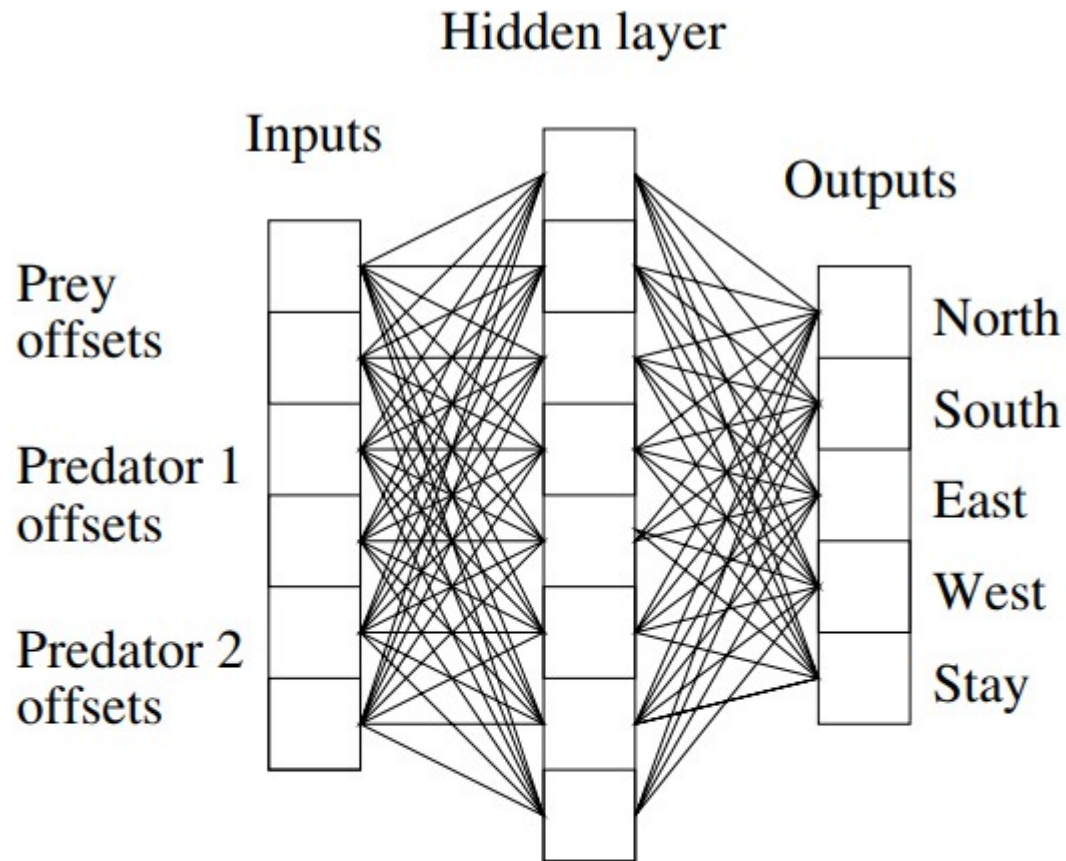 Hidden layer
Inputs
Outputs
Prey
offsets
Predator 1
offsets
Predator 2
offsets
North
South
East
West
Stay